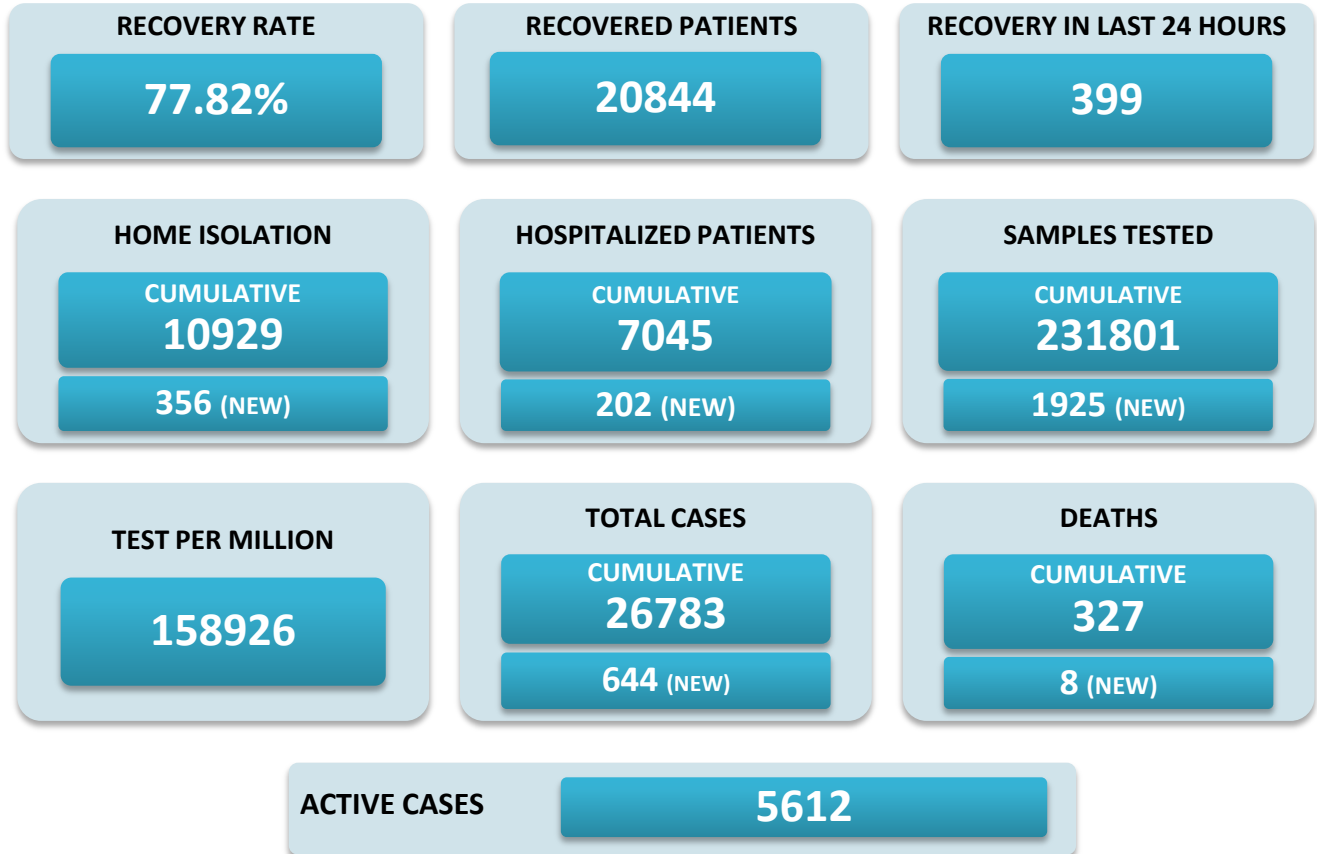 RECOVERY RATE
77.82%
RECOVERED PATIENTS
20844
RECOVERY IN LAST 24 HOURS
399
HOME ISOLATION
CUMULATIVE
10929
356 (NEW)
HOSPITALIZED PATIENTS
CUMULATIVE
7045
202 (NEW)
SAMPLES TESTED
CUMULATIVE
231801
1925 (NEW)
TEST PER MILLION
158926
TOTAL CASES
CUMULATIVE
26783
644 (NEW)
DEATHS
CUMULATIVE
327
8 (NEW)
ACTIVE CASES
5612